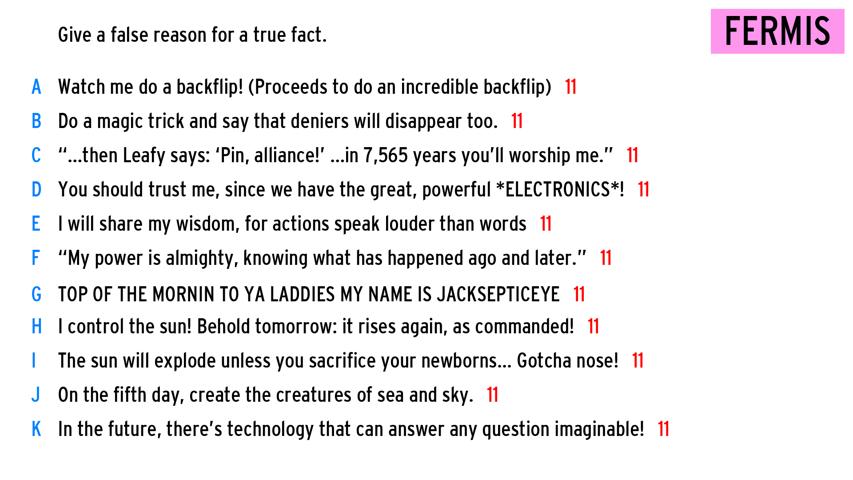 Give a false reason for a true fact.
FERMIS
A Watch me do a backflip! (Proceeds to do an incredible backflip) 11
B Do a magic trick and say that deniers will disappear too. 11
C “...then Leafy says: ‘Pin, alliance!’ ...in 7,565 years you’ll worship me.” 11
D You should trust me, since we have the great, powerful *ELECTRONICS*! 11
E I will share my wisdom, for actions speak louder than words 11
F “My power is almighty, knowing what has happened ago and later.” 11
G TOP OF THE MORNIN TO YA LADDIES MY NAME IS JACKSEPTICEYE 11
H I control the sun! Behold tomorrow: it rises again, as commanded! 11
I The sun will explode unless you sacrifice your newborns... Gotcha nose! 11
J On the fifth day, create the creatures of sea and sky. 11
K In the future, there’s technology that can answer any question imaginable! 11